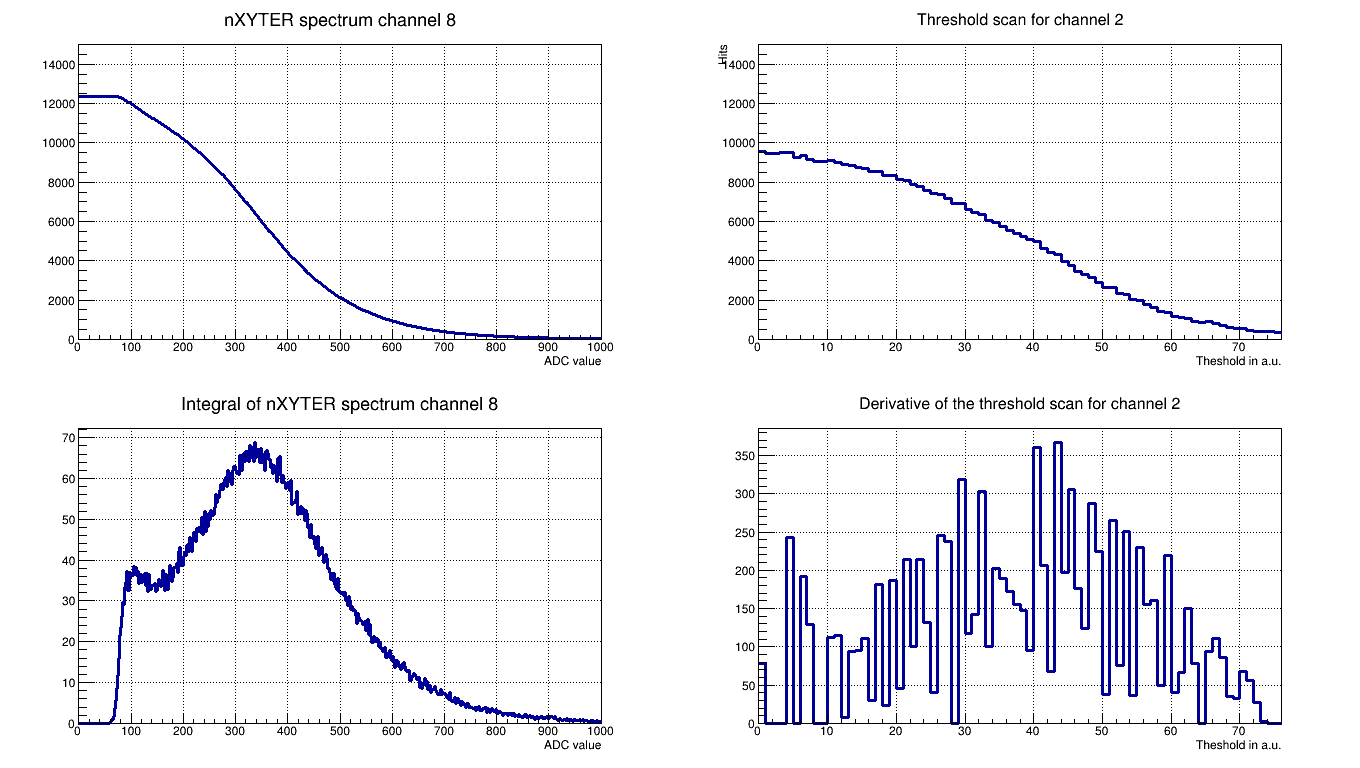 nXYTER spectrum channel 8
14000
12000
10000
8000
6000
4000
2000
0
0 100 200 300 400 500 600 700 800 900 1000
ADC value
Threshold scan for channel 2
Hits
14000
12000
10000
8000
6000
4000
2000
0
0 10 20 30 40 50 60 70
Theshold in a.u.
Integral of nXYTER spectrum channel 8
70
60
50
40
30
20
10
0
0 100 200 300 400 500 600 700 800 900 1000
ADC value
Derivative of the threshold scan for channel 2
350
300
250
200
150
100
50
0
0 10 20 30 40 50 60 70
Theshold in a.u.